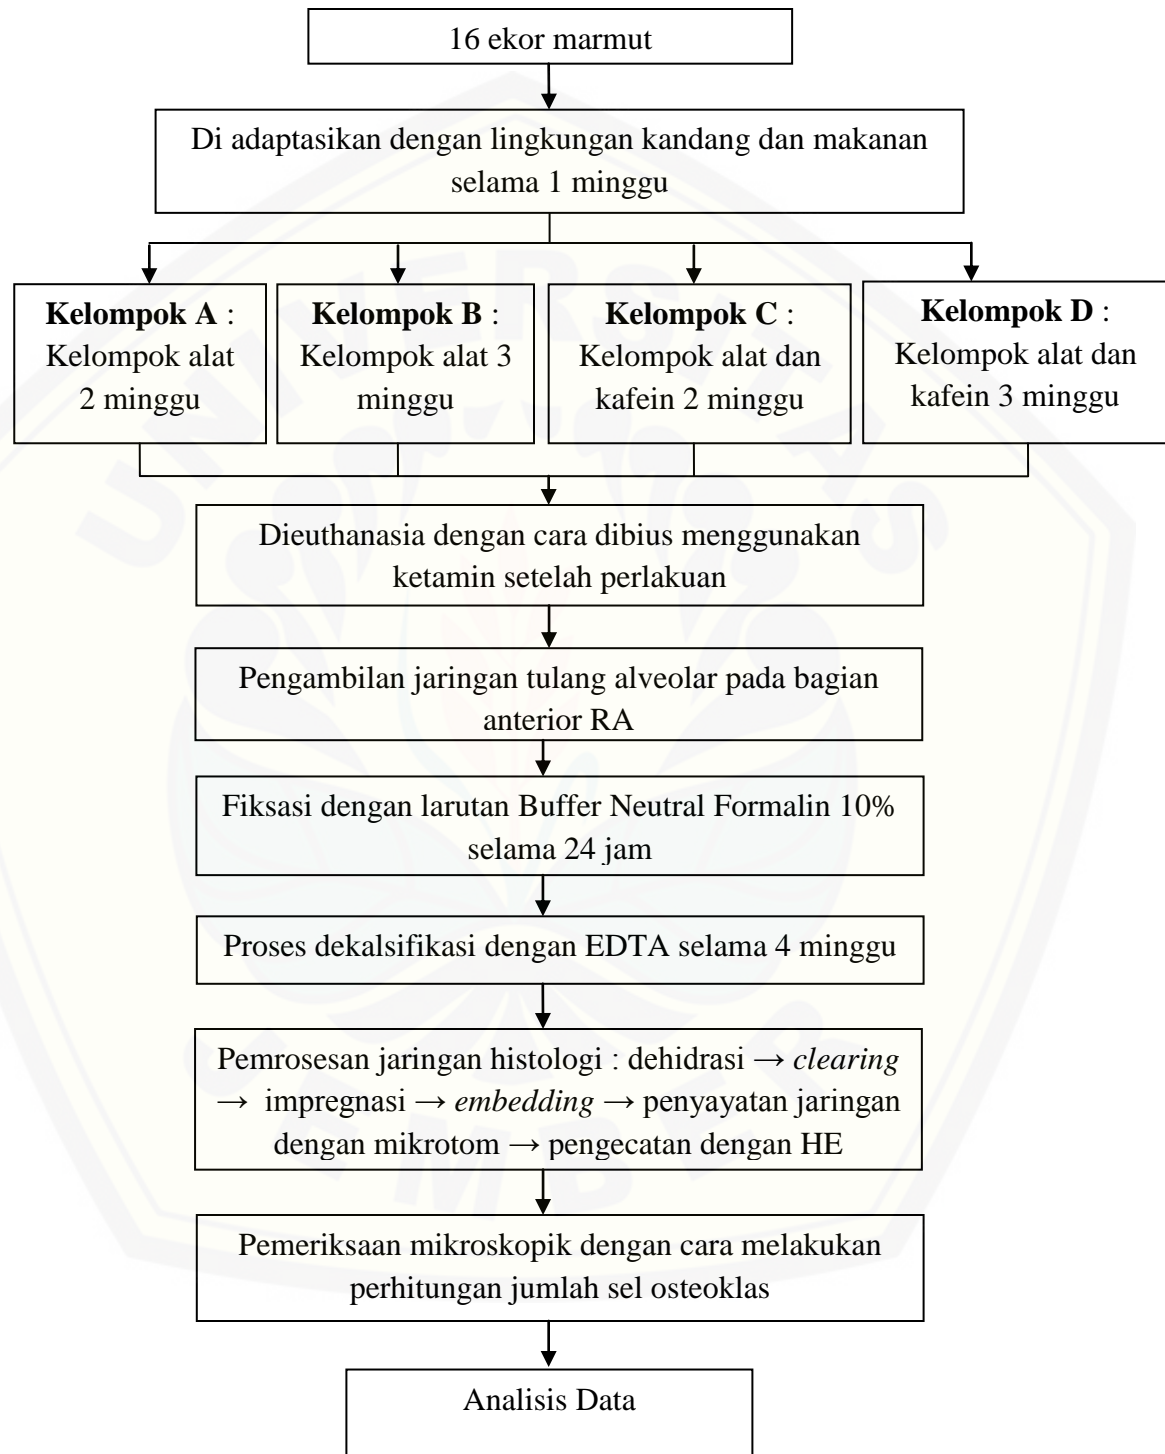 16 ekor marmut
Di adaptasikan dengan lingkungan kandang dan makanan
selama 1 minggu
Kelompok A :
Kelompok alat
2 minggu
Kelompok B :
Kelompok alat 3
minggu
Kelompok C :
Kelompok alat dan
kafein 2 minggu
Kelompok D :
Kelompok alat dan
kafein 3 minggu
Dieuthanasia dengan cara dibius menggunakan
ketamin setelah perlakuan
Pengambilan jaringan tulang alveolar pada bagian
anterior RA
Fiksasi dengan larutan Buffer Neutral Formalin 10%
selama 24 jam
Proses dekalsifikasi dengan EDTA selama 4 minggu
Pemrosesan jaringan histologi : dehidrasi → clearing
→ impregnasi → embedding → penyayatan jaringan
dengan mikrotom → pengecatan dengan HE
Pemeriksaan mikroskopik dengan cara melakukan
perhitungan jumlah sel osteoklas
Analisis Data
UNIVERSITAS
JEMBER